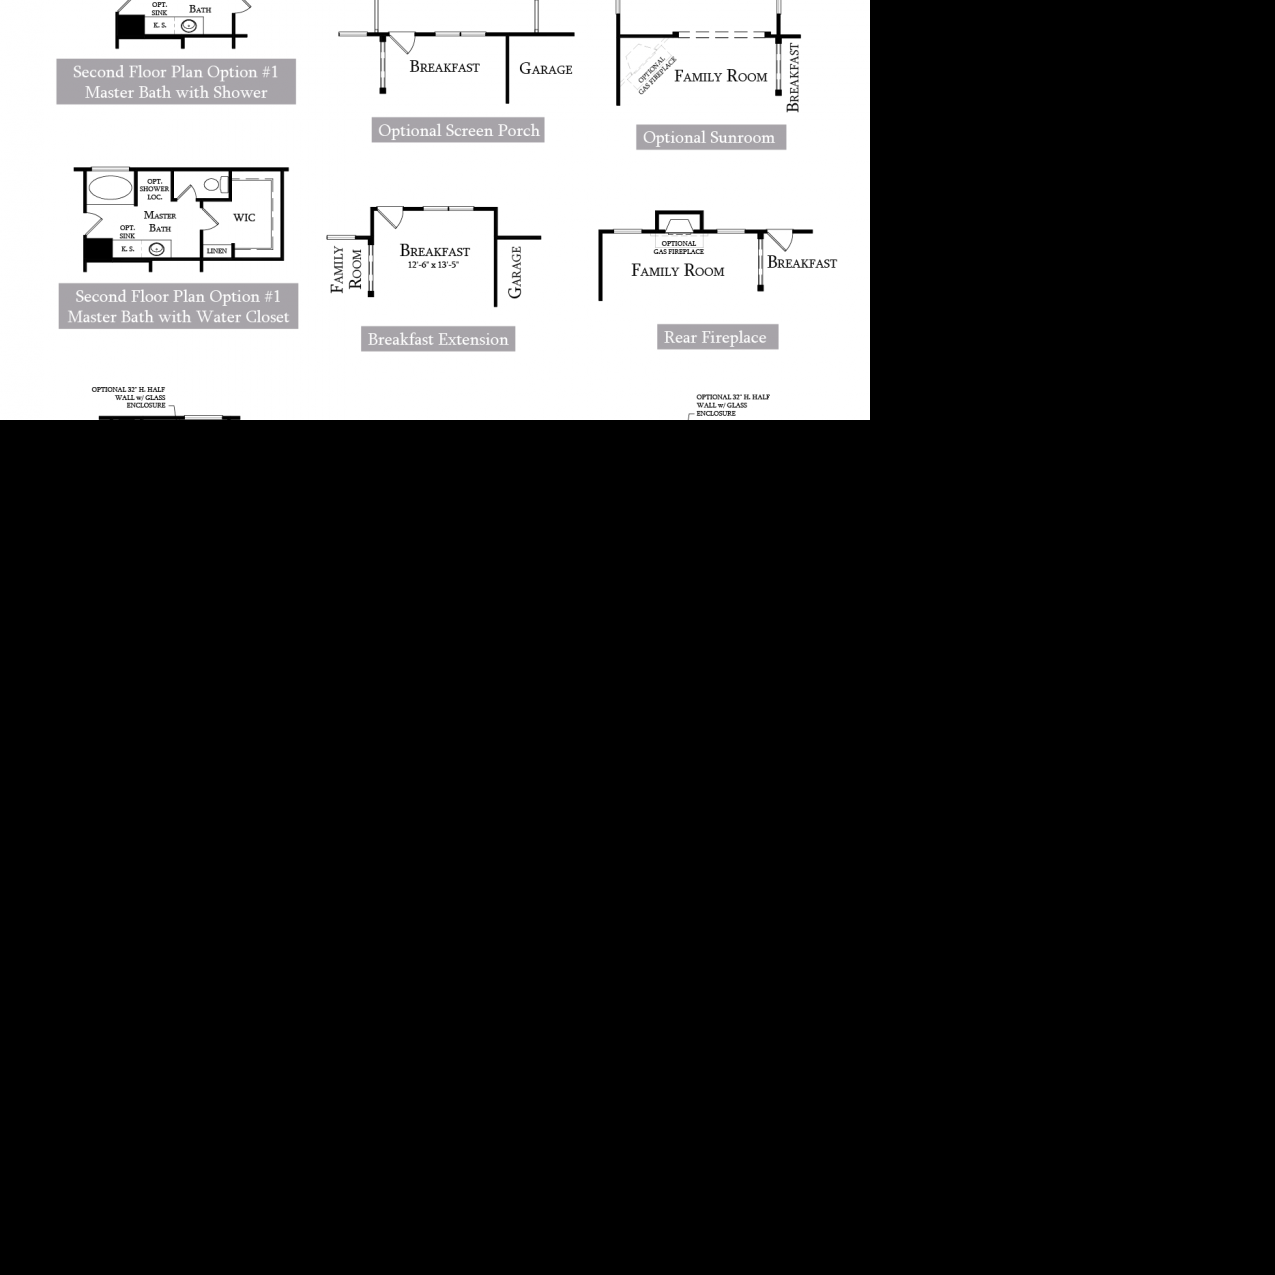 OPT.
SINK
BATH
K. S.
Second Floor Plan Option #1
Master Bath with Shower
BREAKFAST
GARAGE
Optional Screen Porch
OPTIONAL
GAS FIREPLACE
FAMILY ROOM
BREAKFAST
Optional Sunroom
OPT.
SHOWER
LOC.
MASTER
BATH
WIC
OPT.
SINK
K. S.
LINEN
Second Floor Plan Option #1
Master Bath with Water Closet
FAMILY
ROOM
BREAKFAST
12'-6" x 13'-5"
GARAGE
Breakfast Extension
OPTIONAL
GAS FIREPLACE
FAMILY ROOM
BREAKFAST
Rear Fireplace
OPTIONAL 32" H. HALF
WALL w/ GLASS
ENCLOSURE
OPTIONAL 32" H. HALF
WALL w/ GLASS
ENCLOSURE